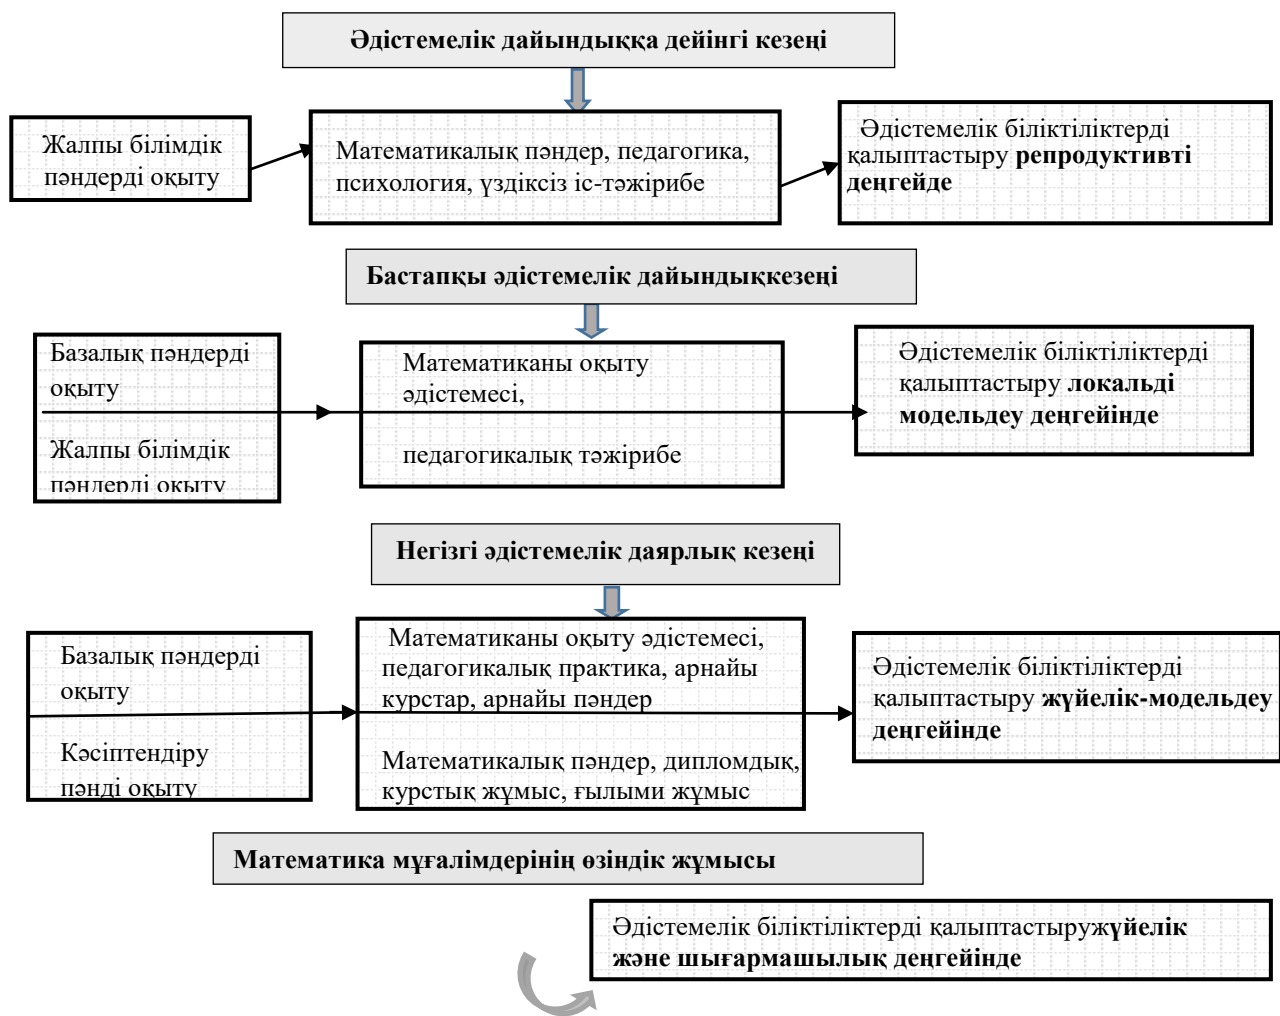 Әдістемелік дайындыққа дейінгі кезеңі
Жалпы білімдік
пәндерді оқыту
Математикалық пәндер, педагогика,
психология, үздіксіз іс-тәжірибе
Әдістемелік біліктіліктерді
қалыптастыру репродуктивті
деңгейде
Бастапқы әдістемелік дайындықкезеңі
Базалық пәндерді
оқыту
Жалпы білімдік
пәндерді оқыту
Математиканы оқыту
әдістемесі,
педагогикалық тәжірибе
Әдістемелік біліктіліктерді
қалыптастыру локальді
модельдеу деңгейінде
Негізгі әдістемелік даярлық кезеңі
Базалық пәндерді
оқыту
Кәсіптендіру
пәнді оқыту
Математиканы оқыту әдістемесі,
педагогикалық практика, арнайы
курстар, арнайы пәндер
Математикалық пәндер, дипломдық,
курстық жұмыс, ғылыми жұмыс
Әдістемелік біліктіліктерді
қалыптастыру жүйелік-модельдеу
деңгейінде
Математика мұғалімдерінің өзіндік жұмысы
Әдістемелік біліктіліктерді қалыптастыружүйелік
және шығармашылық деңгейінде